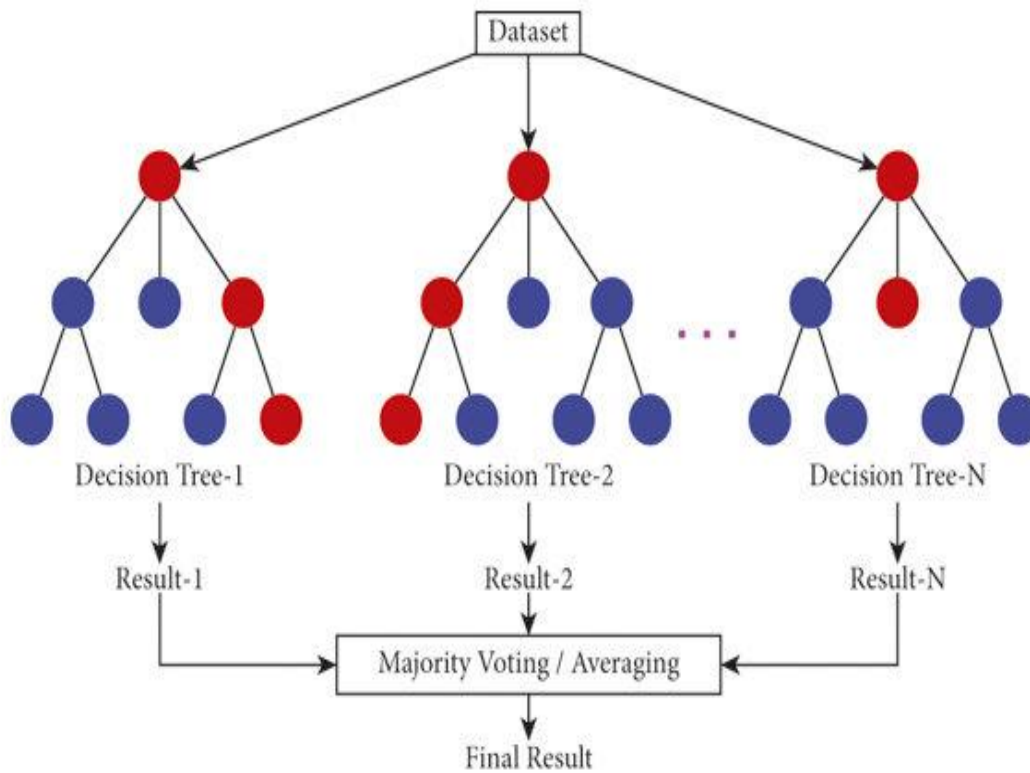 Dataset
Decision Tree-1
Decision Tree-2
Decision Tree-N
Result-1
Result-2
Result-N
Majority Voting / Averaging
Final Result